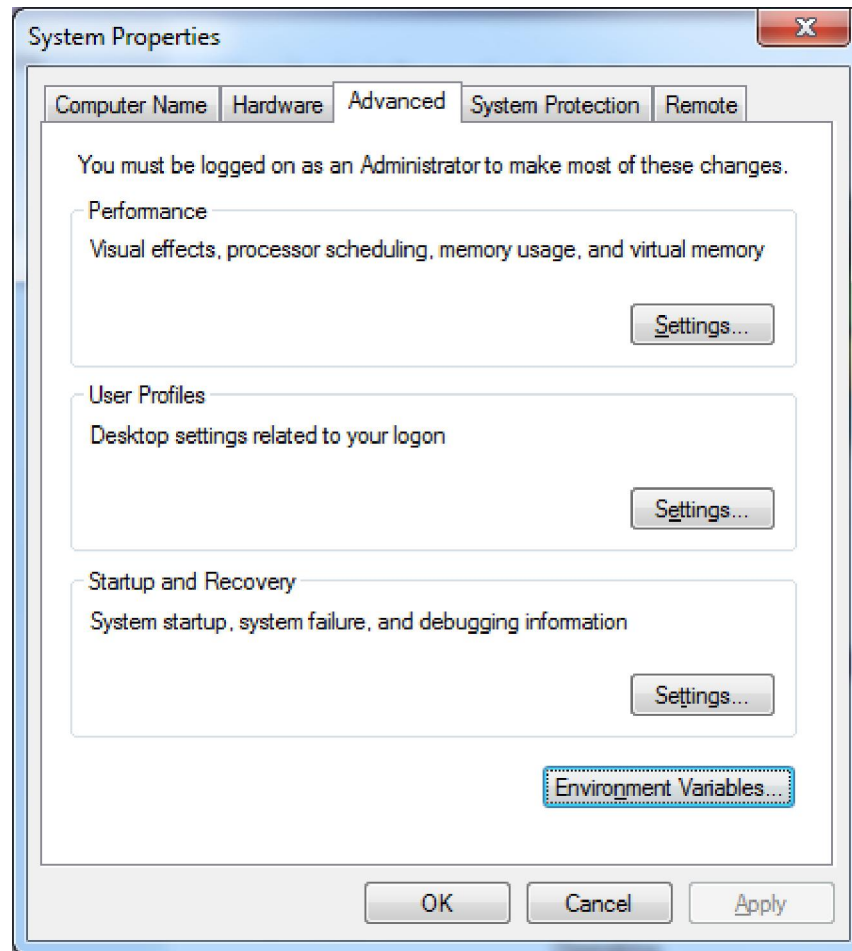 System Properties
Computer Name Hardware Advanced System Protection Remote
You must be logged on as an Administrator to make most of these changes.
Performance
Visual effects, processor scheduling, memory usage, and virtual memory
Settings...
User Profiles
Desktop settings related to your logon
Settings...
Startup and Recovery
System startup, system failure, and debugging information
Settings...
Environment Variables...
OK Cancel Apply